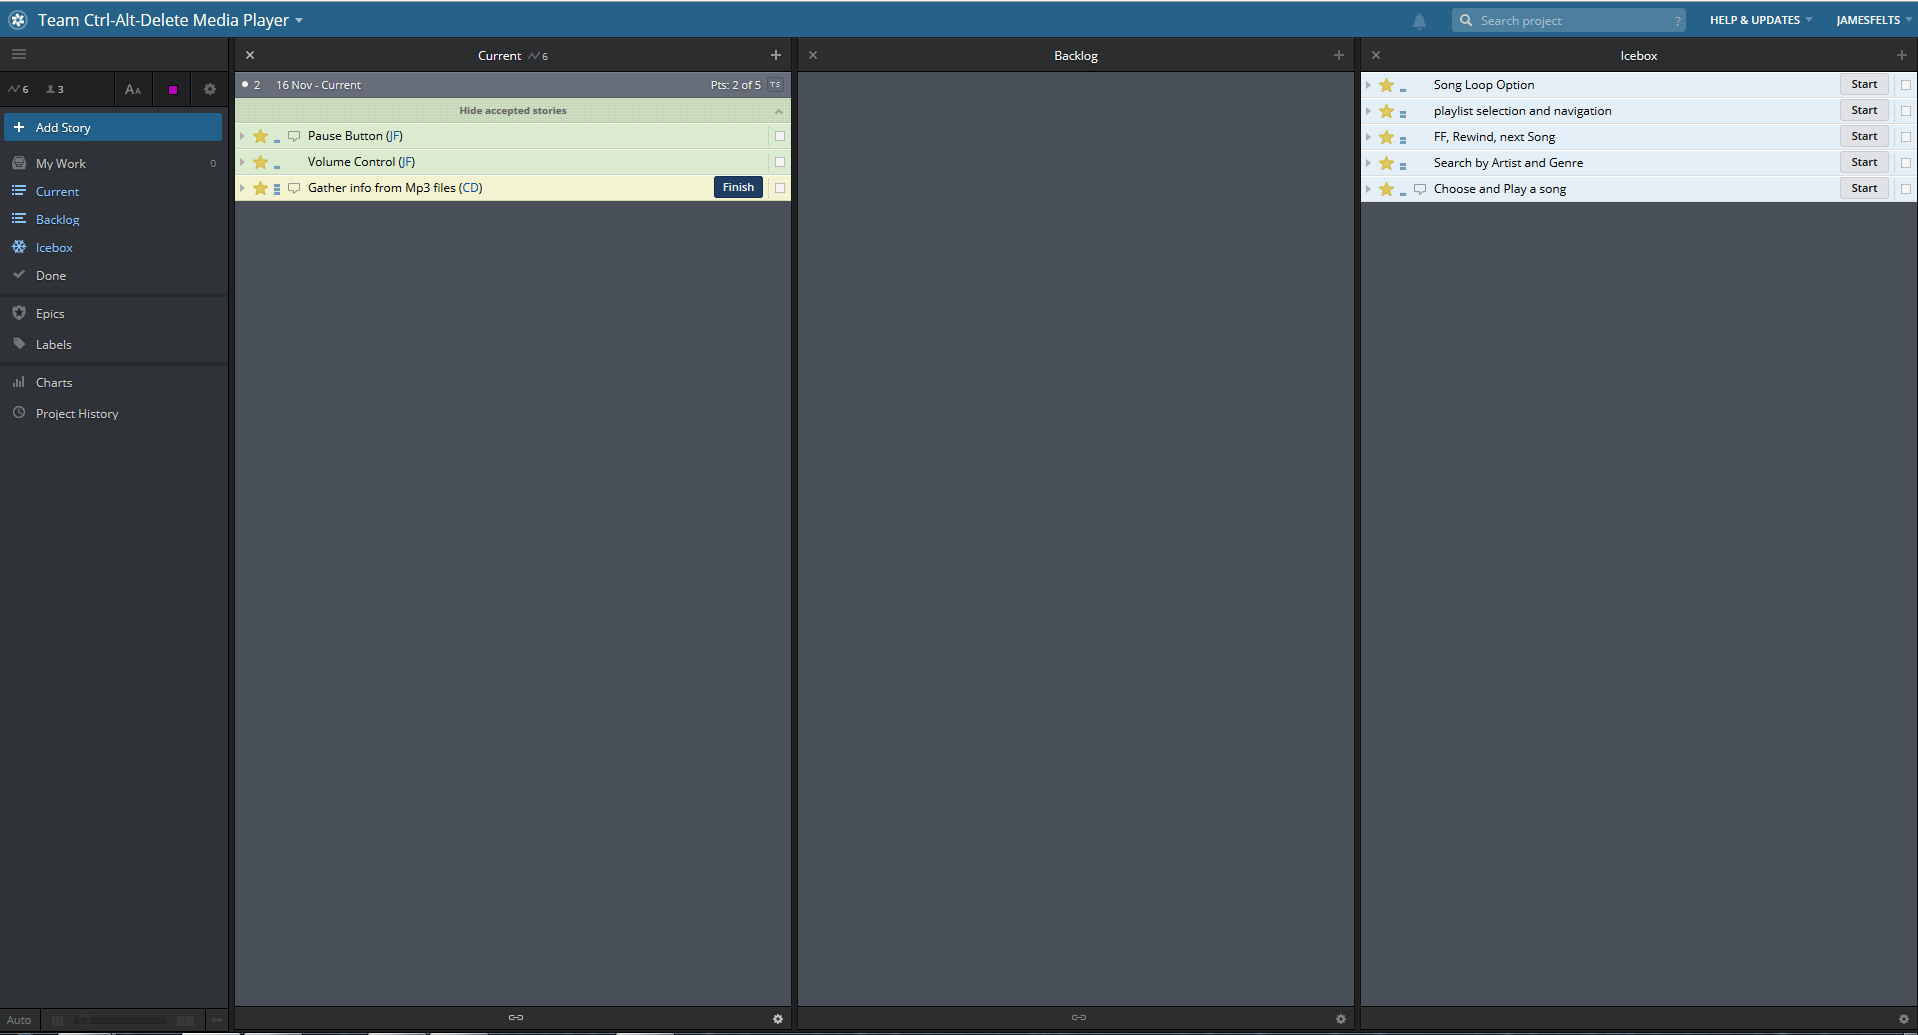 Team Ctrl-Alt-Delete Media Player
Search project ?
HELP & UPDATES
JAMESFELTS
6 3 AA
Add Story
My Work 0
Current
Backlog
Icebox
Done
Epics
Labels
Charts
Project History
Auto
Current 6
2 16 Nov - Current Pts: 2 of 5 TS
Hide accepted stories
Pause Button (JF)
Volume Control (JF)
Gather info from Mp3 files (CD) Finish
Backlog
Icebox
Song Loop Option Start
playlist selection and navigation Start
FF, Rewind, next Song Start
Search by Artist and Genre Start
Choose and Play a song Start